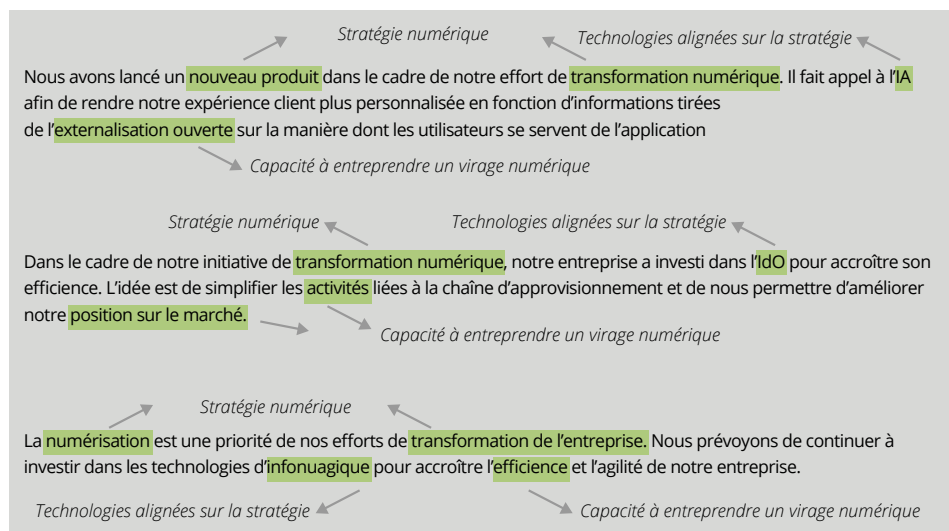 Stratégie numérique Technologies alignées sur la stratégie
Nous avons lancé un nouveau produit dans le cadre de notre effort de transformation numérique. Il fait appel à l’IA
afin de rendre notre expérience client plus personnalisée en fonction d’informations tirées
de l’externalisation ouverte sur la manière dont les utilisateurs se servent de l’application
Capacité à entreprendre un virage numérique
Stratégie numérique Technologies alignées sur la stratégie
Dans le cadre de notre initiative de transformation numérique, notre entreprise a investi dans l’IdO pour accroître son
efficience. L’idée est de simplifier les activités liées à la chaîne d’approvisionnement et de nous permettre d’améliorer
notre position sur le marché.
Capacité à entreprendre un virage numérique
Stratégie numérique
La numérisation est une priorité de nos efforts de transformation de l’entreprise. Nous prévoyons de continuer à
investir dans les technologies d’infonuagique pour accroître l’efficience et l’agilité de notre entreprise.
Technologies alignées sur la stratégie Capacité à entreprendre un virage numérique